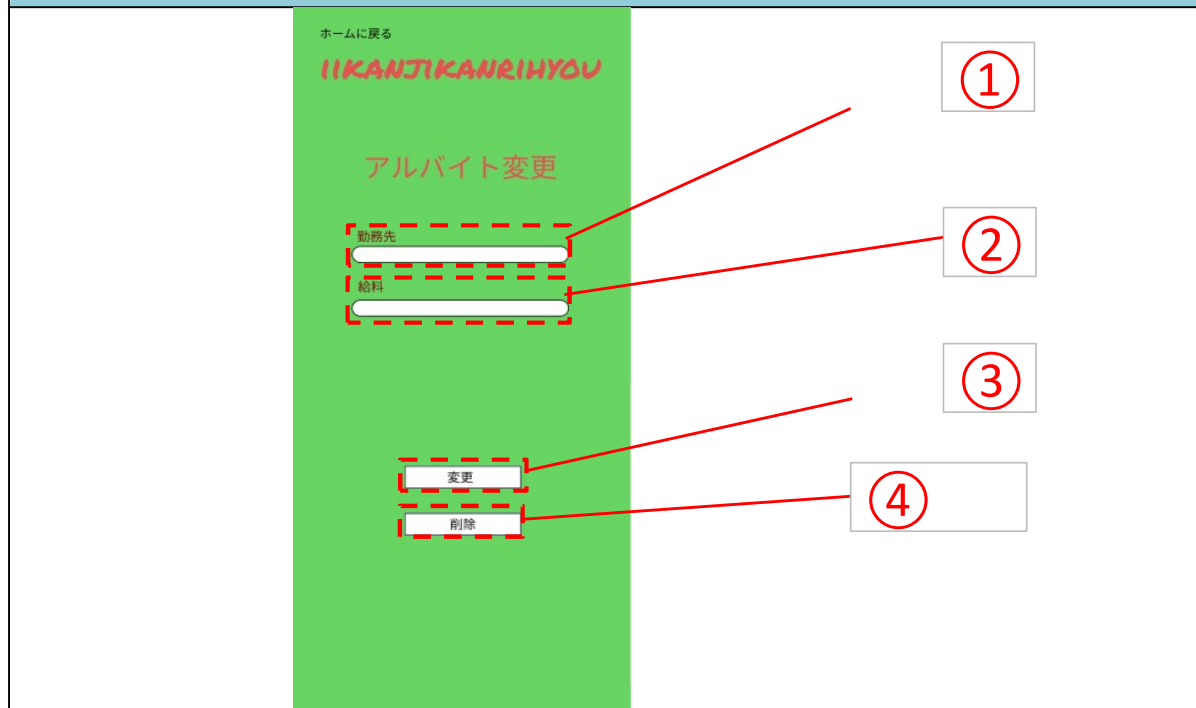 ホームに戻る
IIKANJIKANRIHYOU
①
アルバイト変更
勤務先
②
給料
③
変更
④
削除